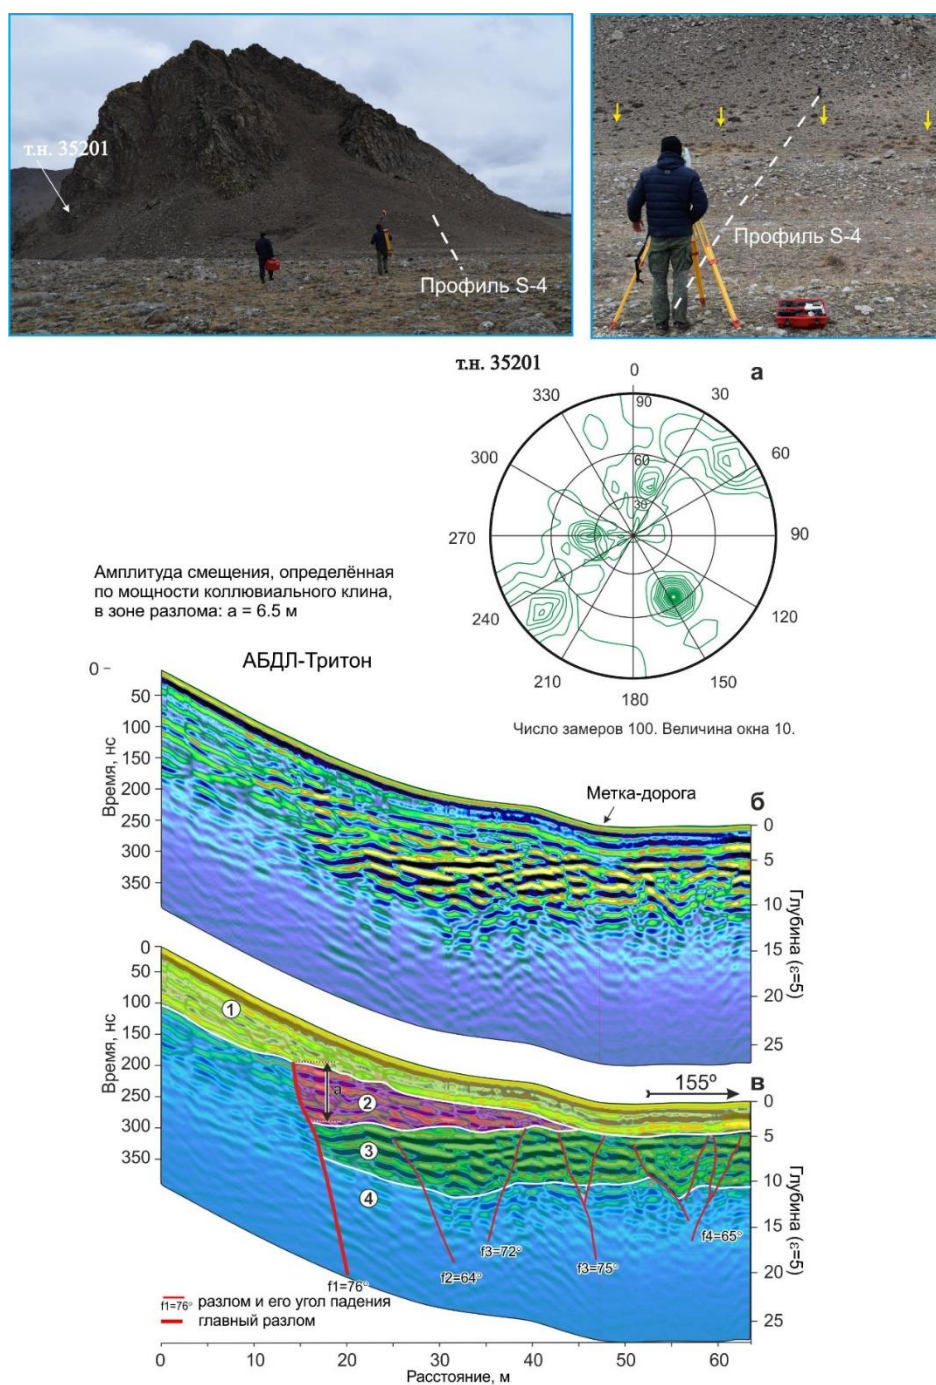 т.н. 35201
Профиль S-4
Профиль S-4
т.н. 35201
а
0
30
60
90
120
150
180
210
240
270
300
330
90
60
30
Амплитуда смещения, определённая
по мощности коллювиального клина,
в зоне разлома: а = 6.5 м
Число замеров 100. Величина окна 10.
АБДЛ-Тритон
0
50
100
150
200
250
300
350
Время, нс
Метка-дорога
б
0
5
10
15
20
25
Глубина (ε=5)
0
50
100
150
200
250
300
350
Время, нс
1
a
2
3
4
155°
в
0
5
10
15
20
25
Глубина (ε=5)
f1=76°
f2=64°
f3=72°
f3=75°
f4=65°
f1=76° разлом и его угол падения
главный разлом
0 10 20 30 40 50 60
Расстояние, м